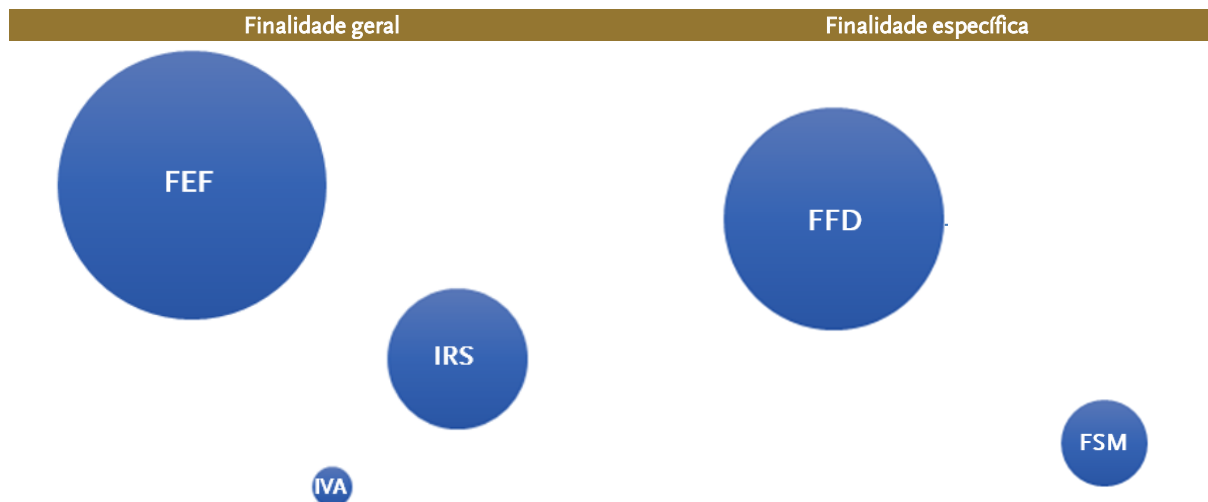 Finalidade geral
Finalidade específica
FEF
FFD
IRS
FSM
IVA